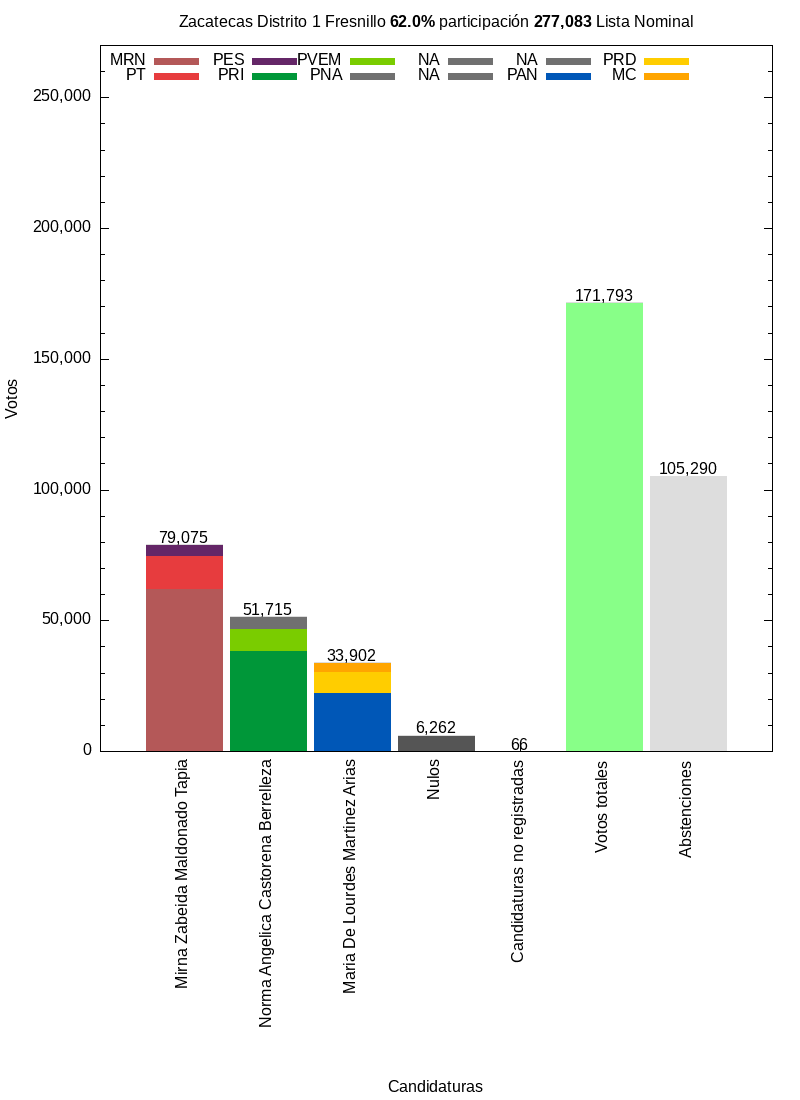 Zacatecas Distrito 1 Fresnillo 62.0% participación 277,083 Lista Nominal
MRN PES PVEM NA NA PRD
PT PRI PNA NA PAN MC
250,000
200,000
150,000
100,000
50,000
0
Votos
79,075
51,715
33,902
6,262
66
171,793
105,290
Mirna Zabeida Maldonado Tapia
Norma Angelica Castorena Berrelleza
Maria De Lourdes Martinez Arias
Nulos
Candidaturas no registradas
Votos totales
Abstenciones
Candidaturas